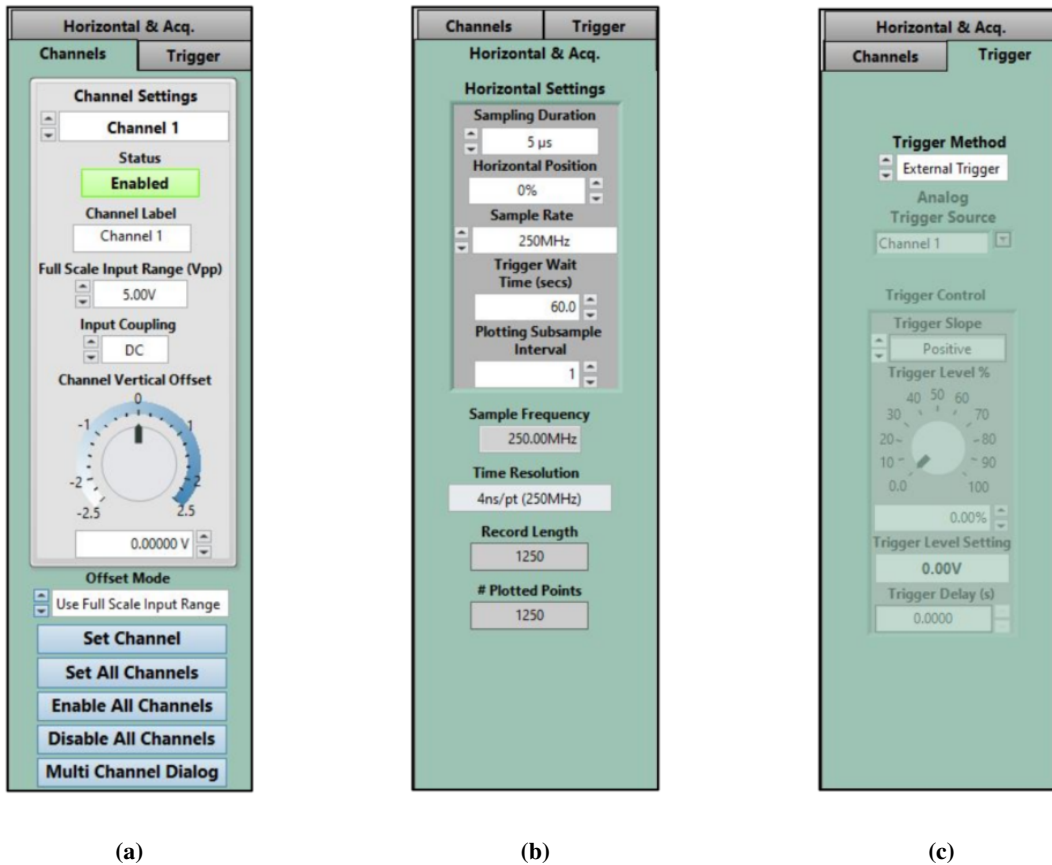 Horizontal & Acq.
Channels Trigger
Channel Settings
Channel 1
Status
Enabled
Channel Label
Channel 1
Full Scale Input Range (Vpp)
5.00V
Input Coupling
DC
Channel Vertical Offset
0
-1 1
-2 2
-2.5 2.5
0.00000 V
Offset Mode
Use Full Scale Input Range
Set Channel
Set All Channels
Enable All Channels
Disable All Channels
Multi Channel Dialog
(a)
Channels Trigger
Horizontal & Acq.
Horizontal Settings
Sampling Duration
5 µs
Horizontal Position
0%
Sample Rate
250MHz
Trigger Wait
Time (secs)
60.0
Plotting Subsample
Interval
1
Sample Frequency
250.00MHz
Time Resolution
4ns/pt (250MHz)
Record Length
1250
# Plotted Points
1250
(b)
Horizontal & Acq.
Channels Trigger
Trigger Method
External Trigger
Analog
Trigger Source
Channel 1
Trigger Control
Trigger Slope
Positive
Trigger Level %
40 50 60
30 70
20 80
10 90
0.0 100
0.00%
Trigger Level Setting
0.00V
Trigger Delay (s)
0.0000
(c)